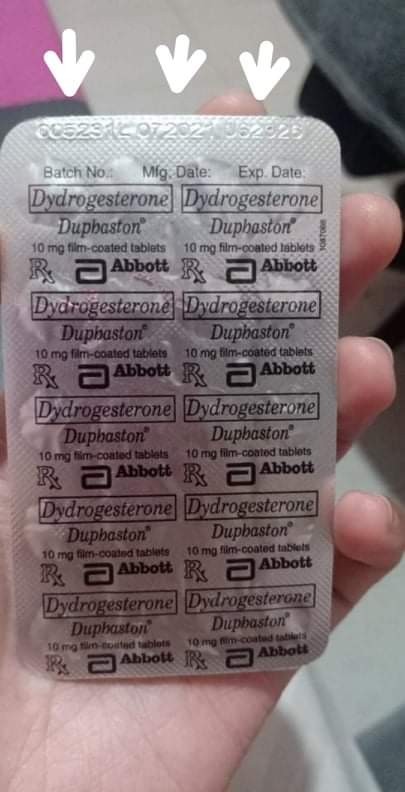 072021
Batch No.: Mfg. Date: Exp. Date:
Dydrogesterone Dydrogesterone
Duphaston® Duphaston®
10 mg film-coated tablets 10 mg film-coated tablets
Rx Abbott Rx Abbott
Dydrogesterone Dydrogesterone
Duphaston® Duphaston®
10 mg film-coated tablets 10 mg film-coated tablets
Rx Abbott Rx Abbott
Dydrogesterone Dydrogesterone
Duphaston® Duphaston®
10 mg film-coated tablets 10 mg film-coated tablets
Rx Abbott Rx Abbott
Dydrogesterone Dydrogesterone
Duphaston® Duphaston®
10 mg film-coated tablets 10 mg film-coated tablets
Rx Abbott Rx Abbott
Dydrogesterone Dydrogesterone
Duphaston® Duphaston®
10 mg film-coated tablets 10 mg film-coated tablets
Rx Abbott Rx Abbott